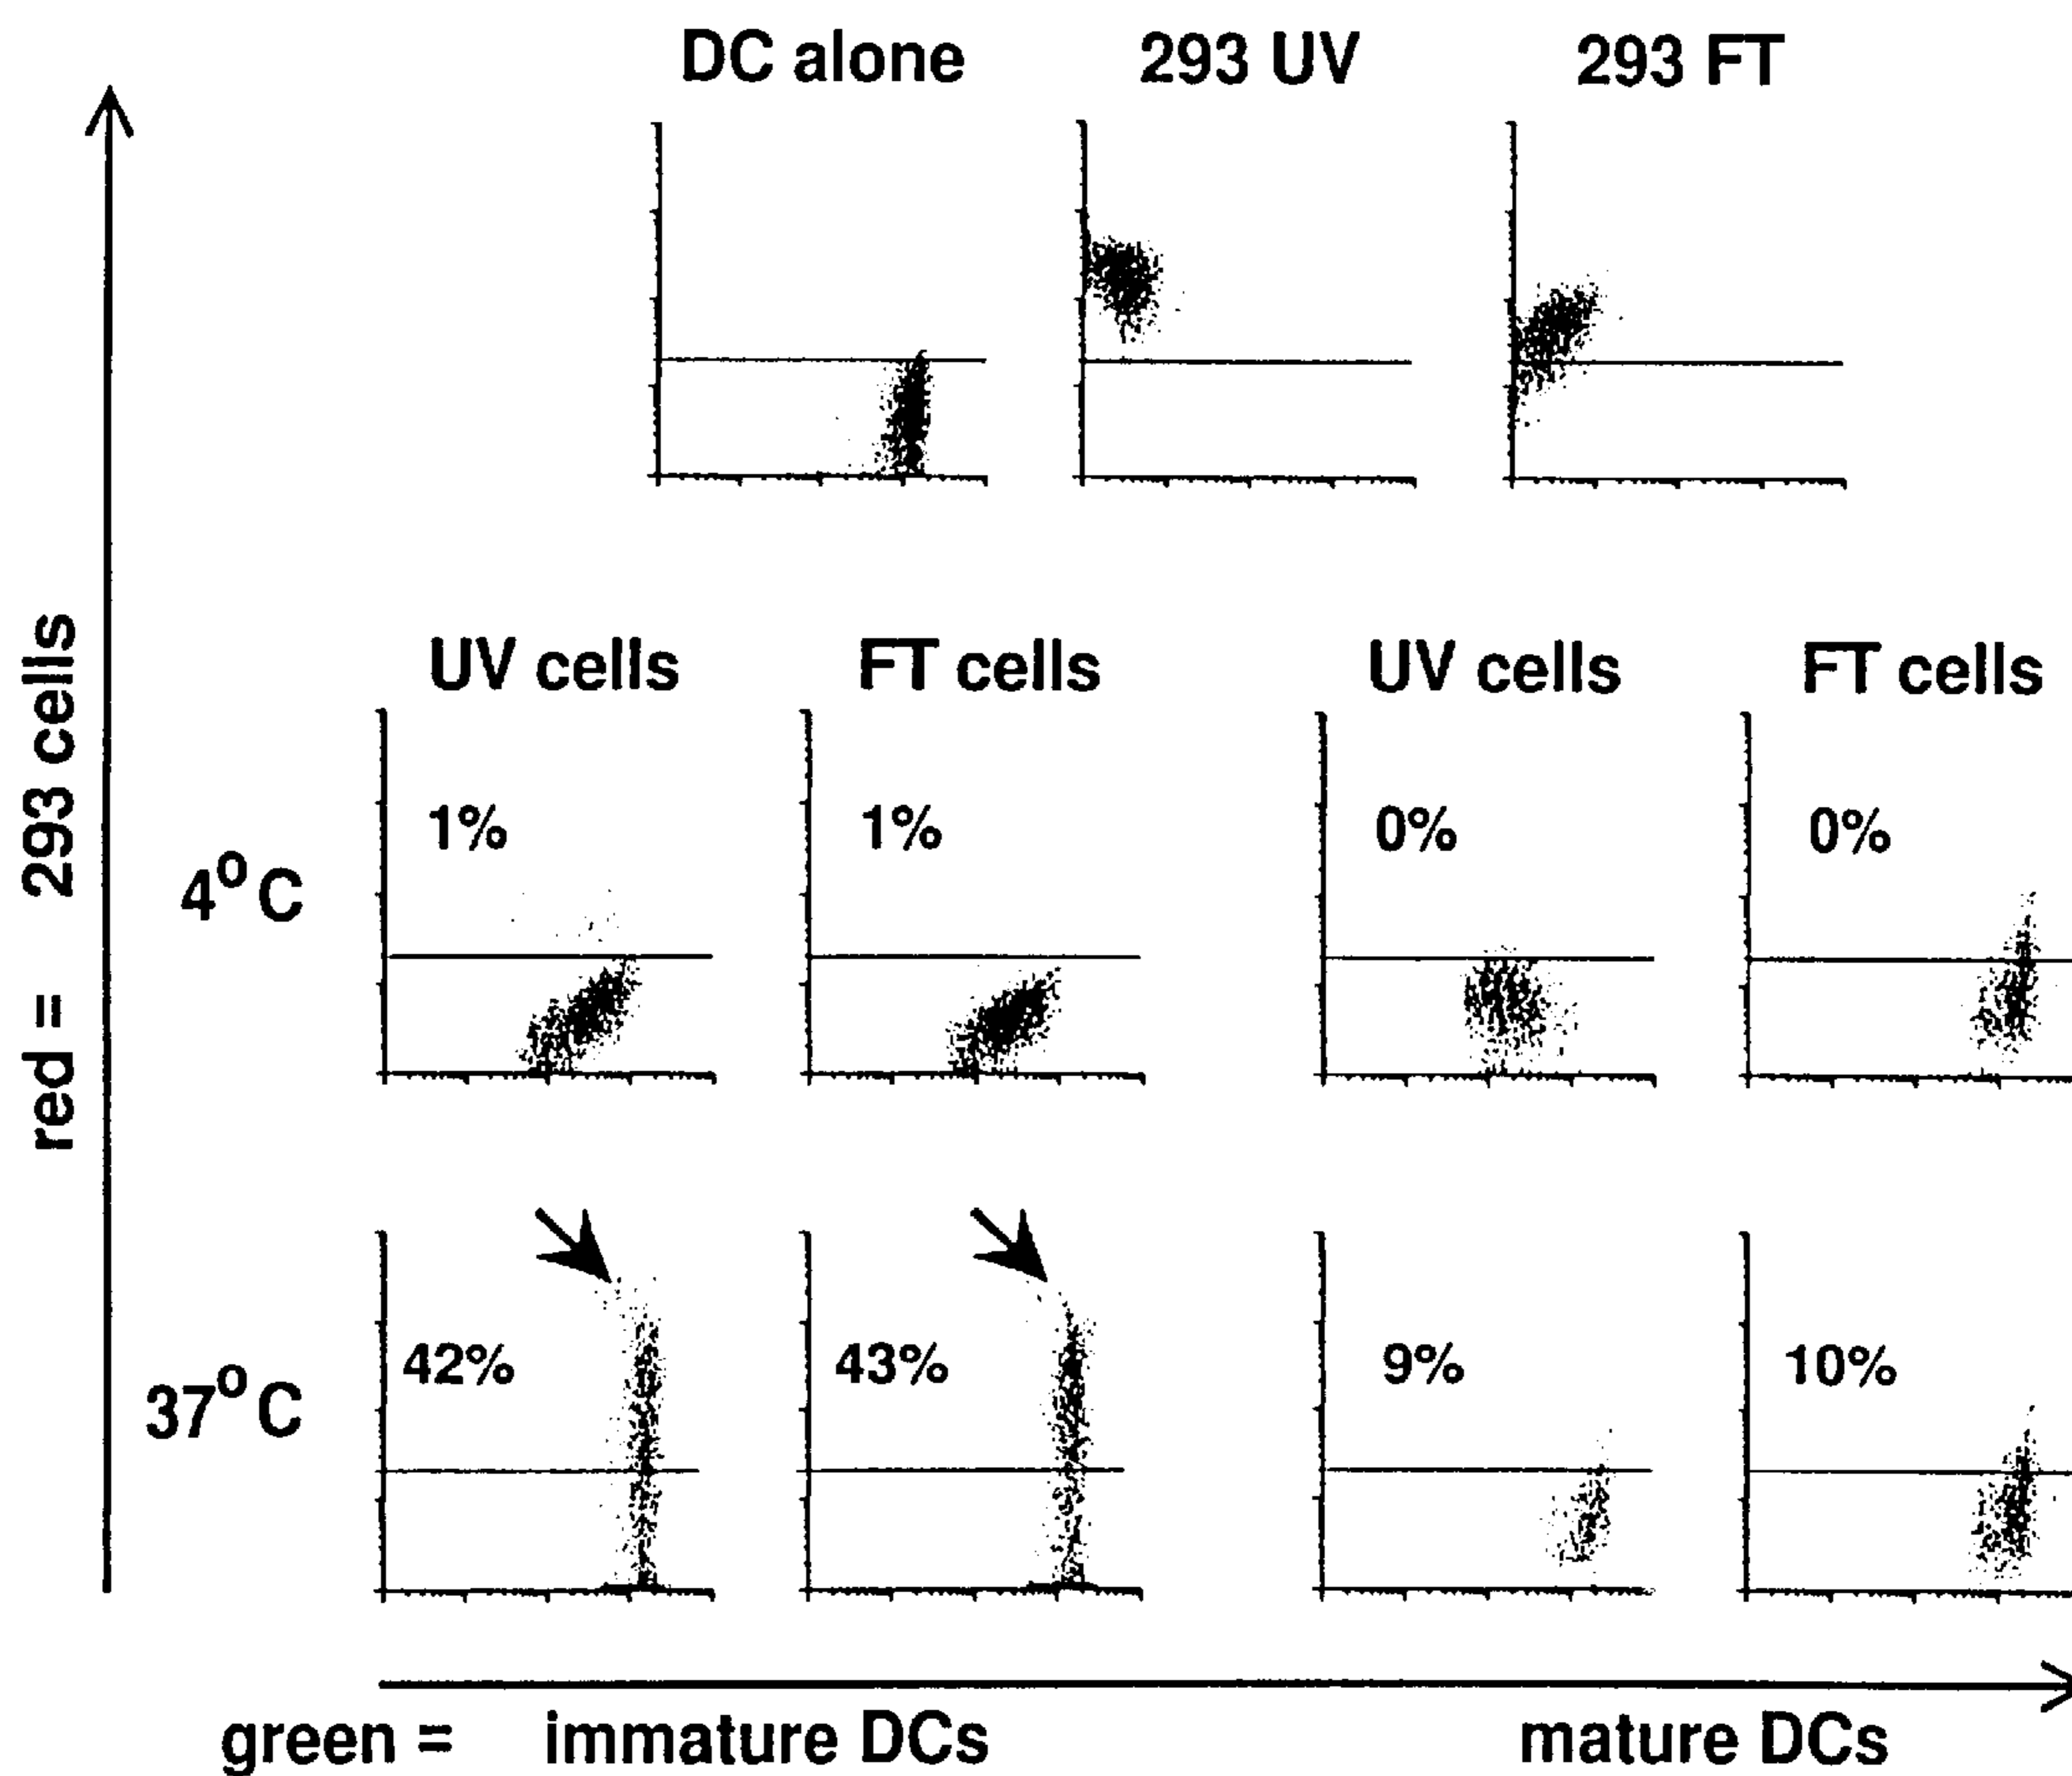 DC alone 293 UV 293 FT
red = 293 cells
UV cells FT cells UV cells FT cells
4°C 1% 1% 0% 0%
37°C 42% 43% 9% 10%
green = immature DCs mature DCs